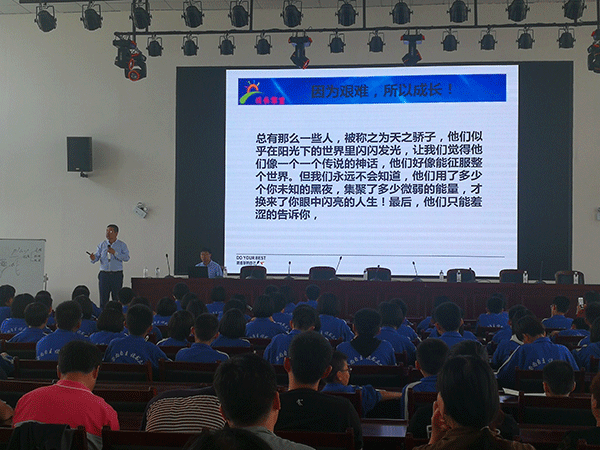 因为艰难，所以成长！
总有那么一些人，被称之为天之骄子，他们似
乎在阳光下的世界里闪闪发光，让我们觉得他
们像一个一个传说的神话，他们好像能征服整
个世界。但我们永远不会知道，他们用了多少
个你未知的黑夜，集聚了多少微弱的能量，才
换来了你眼中闪亮的人生！最后，他们只能羞
涩的告诉你，
DO YOUR BEST